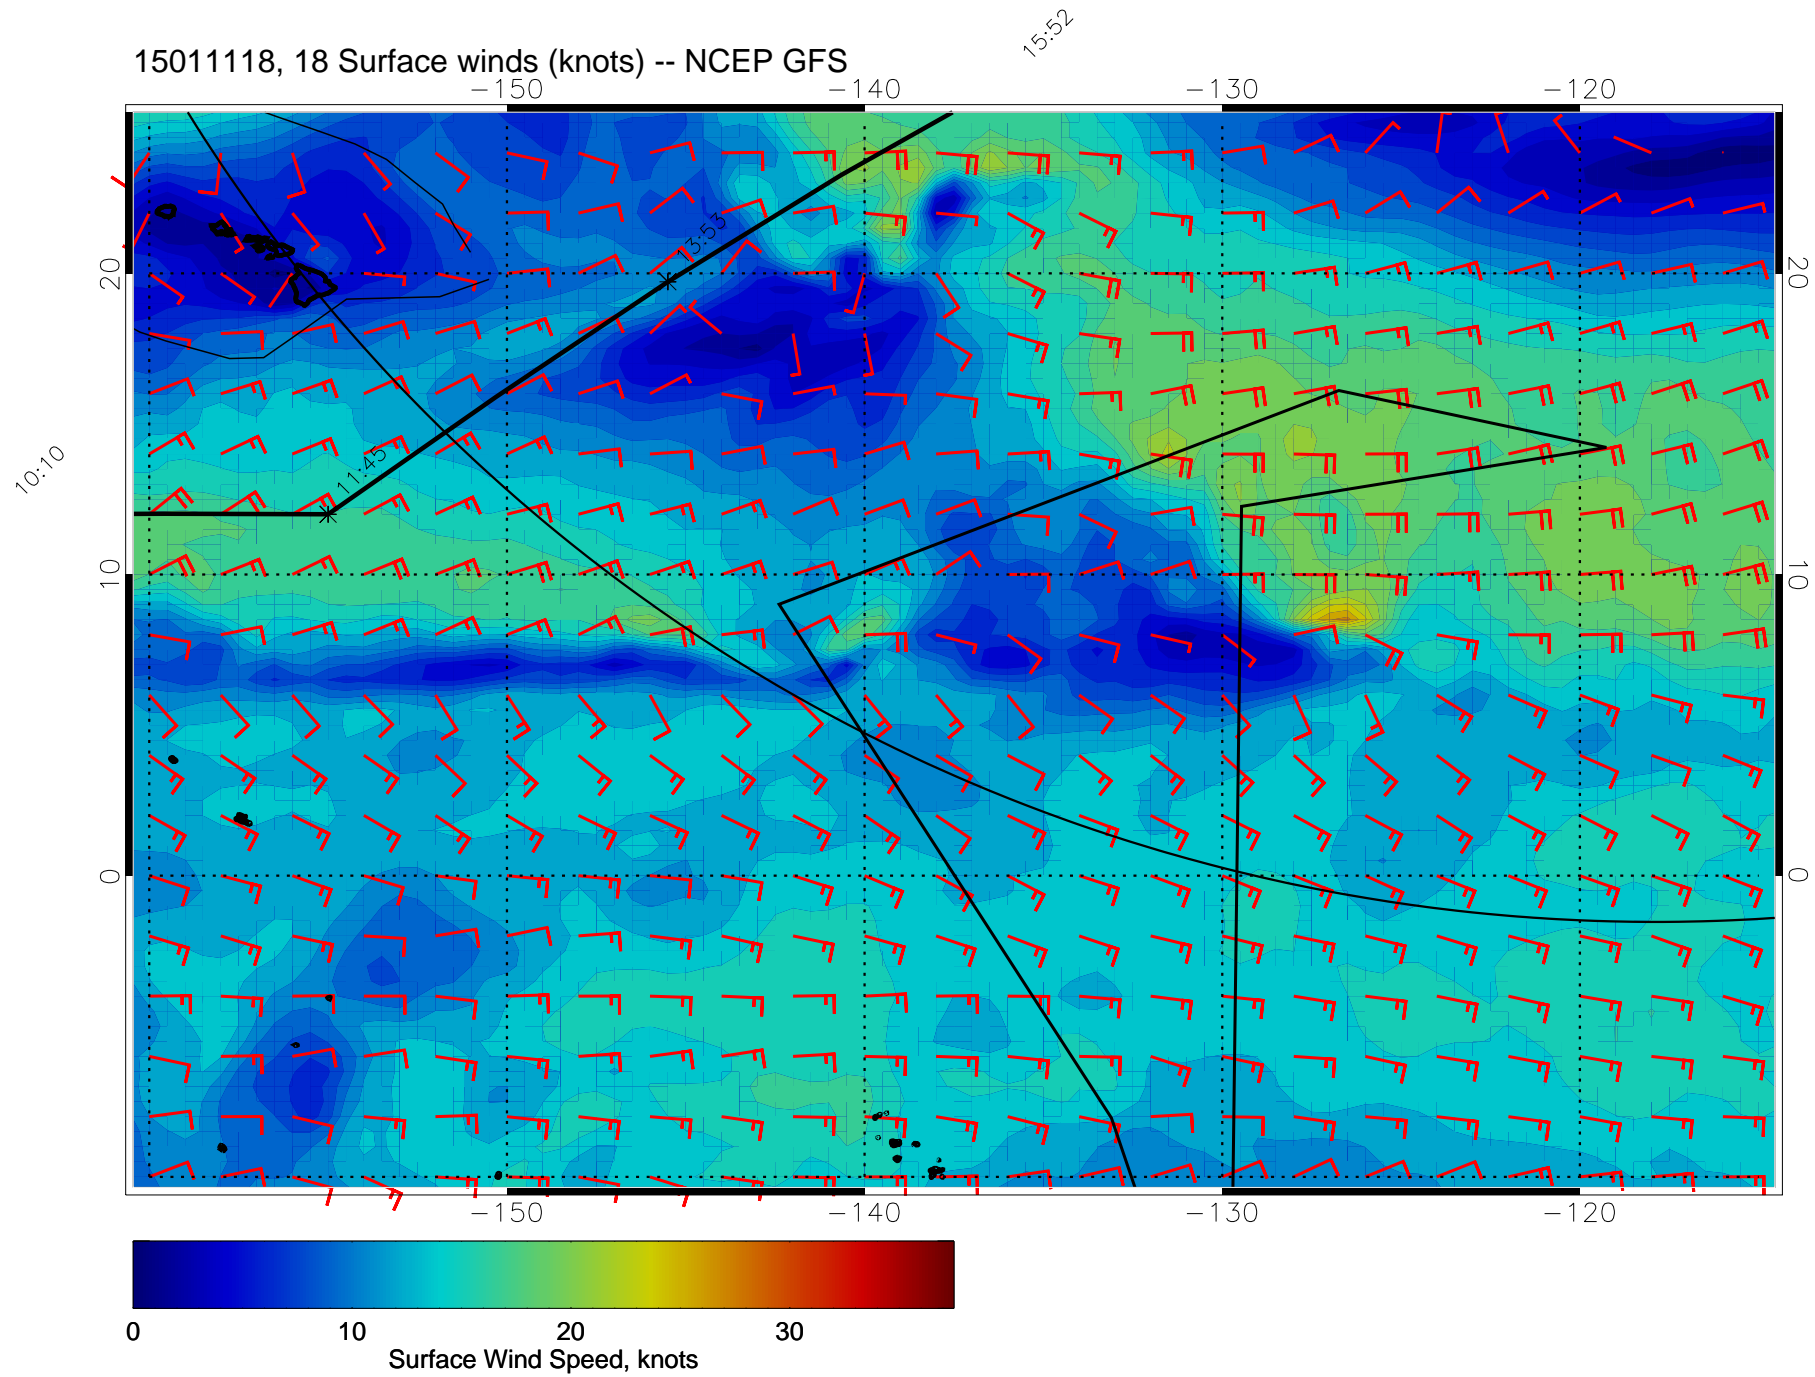 15:52
15011118, 18 Surface winds (knots) -- NCEP GFS
-150 -140 -130 -120
13:53
20 20
11:45
10:10
10 10
0 0
-150 -140 -130 -120
0 10 20 30
Surface Wind Speed, knots